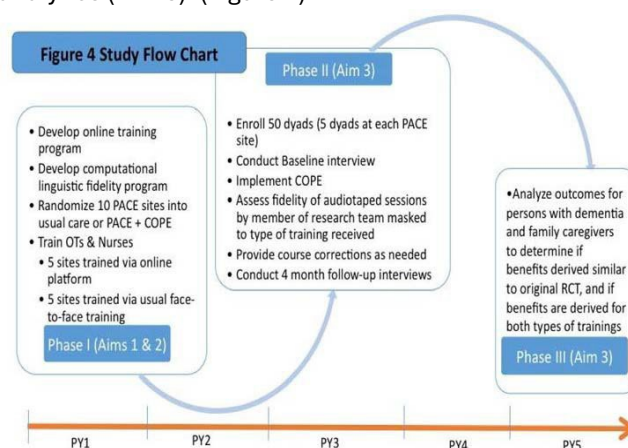 Figure 4 Study Flow Chart
• Develop online training
program
• Develop computational
linguistic fidelity program
• Randomize 10 PACE sites into
usual care or PACE + COPE
• Train OTs & Nurses
• 5 sites trained via online
platform
• 5 sites trained via usual face-
to-face training
Phase I (Aims 1 & 2)
Phase II (Aim 3)
• Enroll 50 dyads (5 dyads at each PACE
site)
• Conduct Baseline interview
• Implement COPE
• Assess fidelity of audiotaped sessions
by member of research team masked
to type of training received
• Provide course corrections as needed
• Conduct 4 month follow-up interviews
•Analyze outcomes for
persons with dementia
and family caregivers
to determine if
benefits derived similar
to original RCT, and if
benefits are derived for
both types of trainings
Phase III (Aim 3)
PY1 PY2 PY3 PY4 PY5